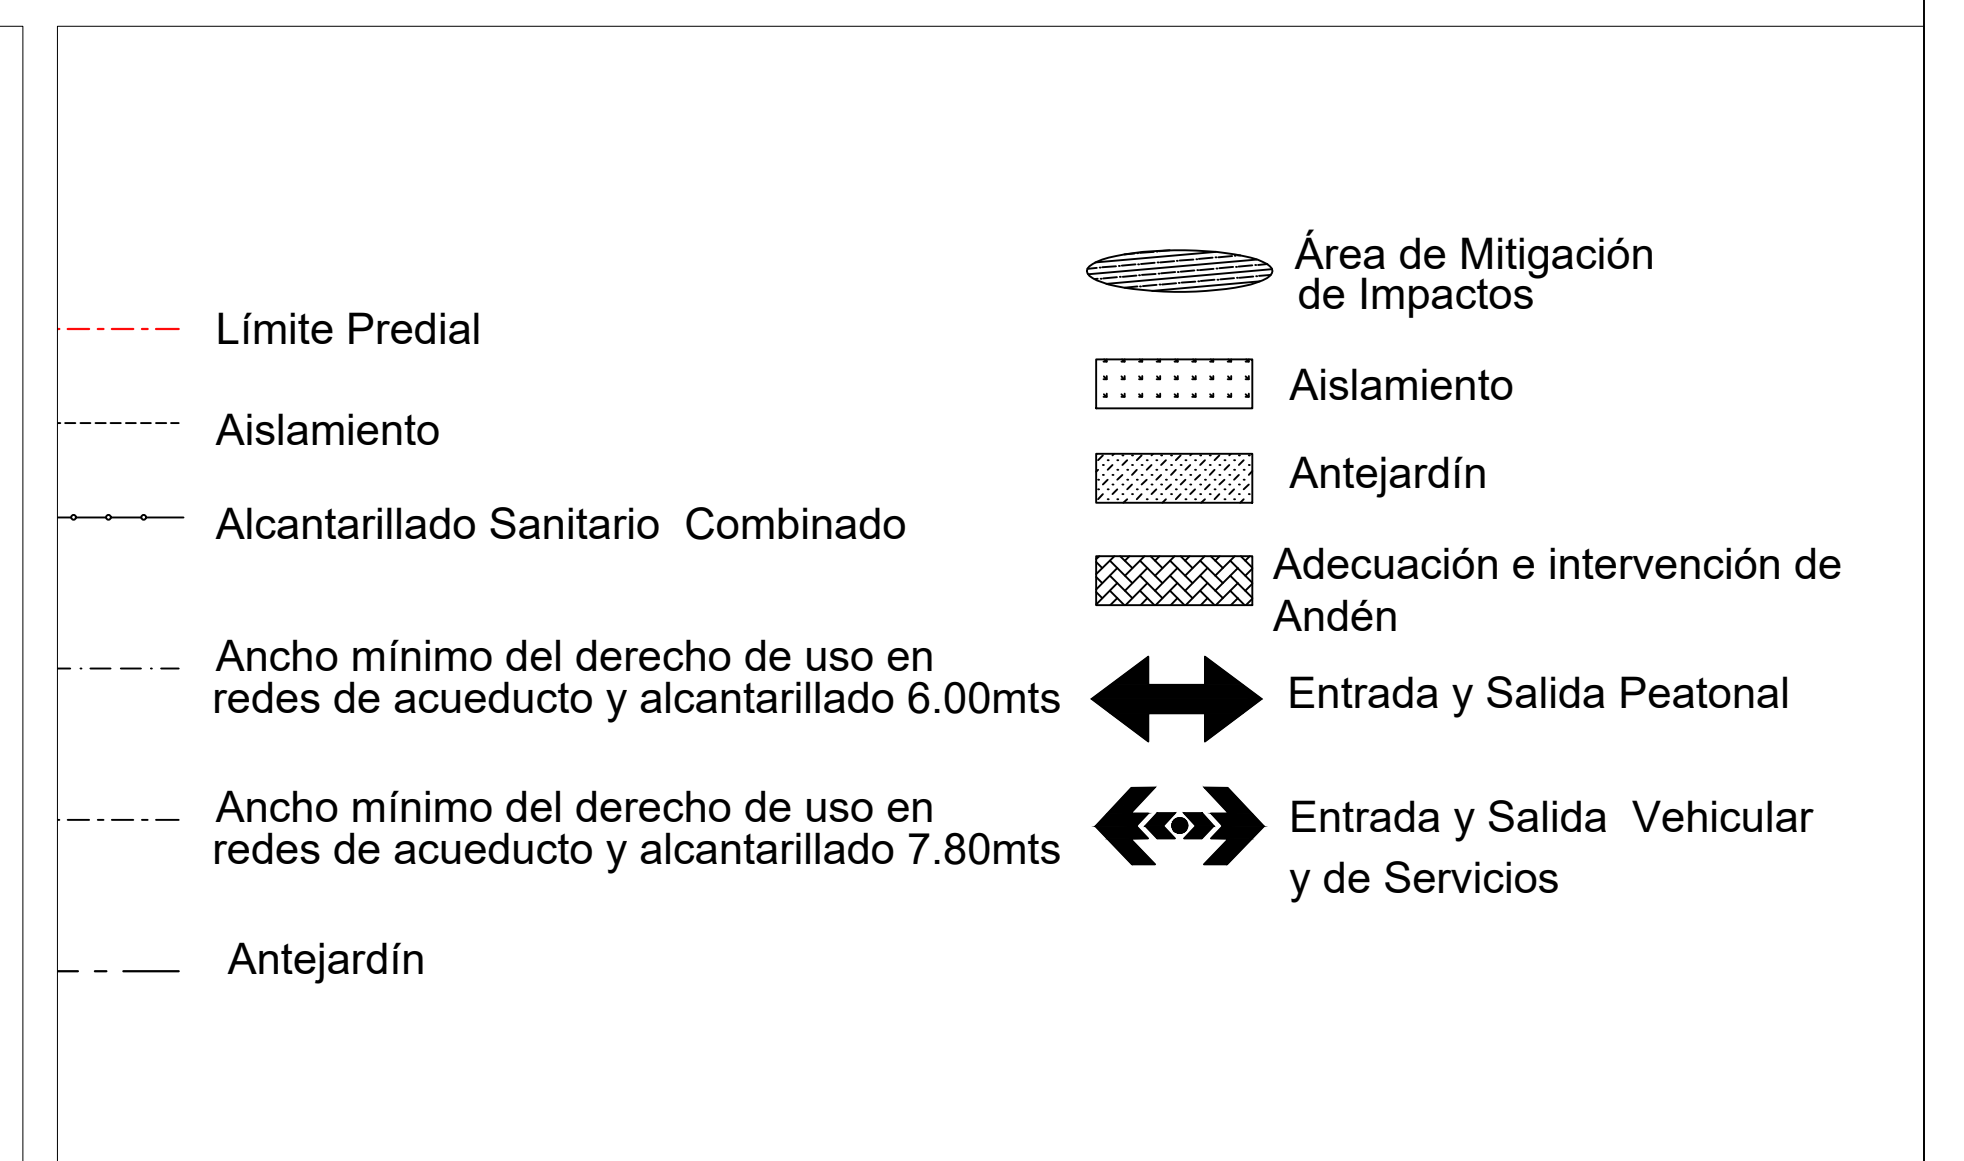 Límite Predial
Aislamiento
Alcantarillado Sanitario  Combinado
Ancho mínimo del derecho de uso en
redes de acueducto y alcantarillado 6.00mts
Ancho mínimo del derecho de uso en
redes de acueducto y alcantarillado 7.80mts
Antejardín
Área de Mitigación
de Impactos
Aislamiento
Antejardín
Adecuación e intervención de
Andén
Entrada y Salida Peatonal
Entrada y Salida  Vehicular
y de Servicios